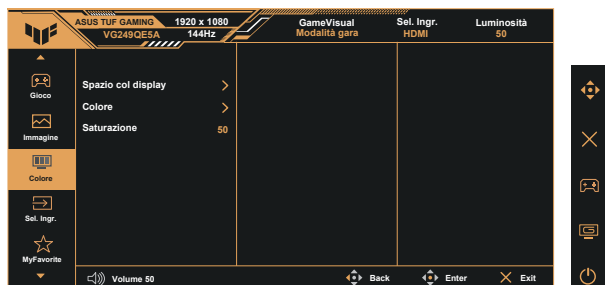 ASUS TUF GAMING 1920 x 1080 GameVisual Sel. Ingr. Luminosità
VG249QE5A 144Hz Modalità gara HDMI 50
Gioco
Immagine
Colore
Sel. Ingr.
MyFavorite
Spazio col display
Colore
Saturazione 50
Volume 50 Back Enter Exit